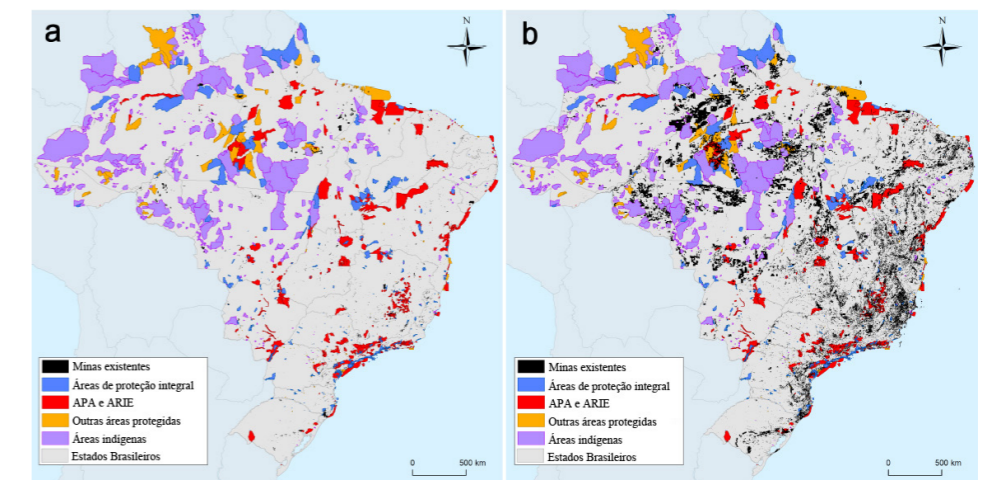 a
N
Minas existentes
Áreas de proteção integral
APA e ARIE
Outras áreas protegidas
Áreas indígenas
Estados Brasileiros
0 500 km
b
N
Minas existentes
Áreas de proteção integral
APA e ARIE
Outras áreas protegidas
Áreas indígenas
Estados Brasileiros
0 500 km